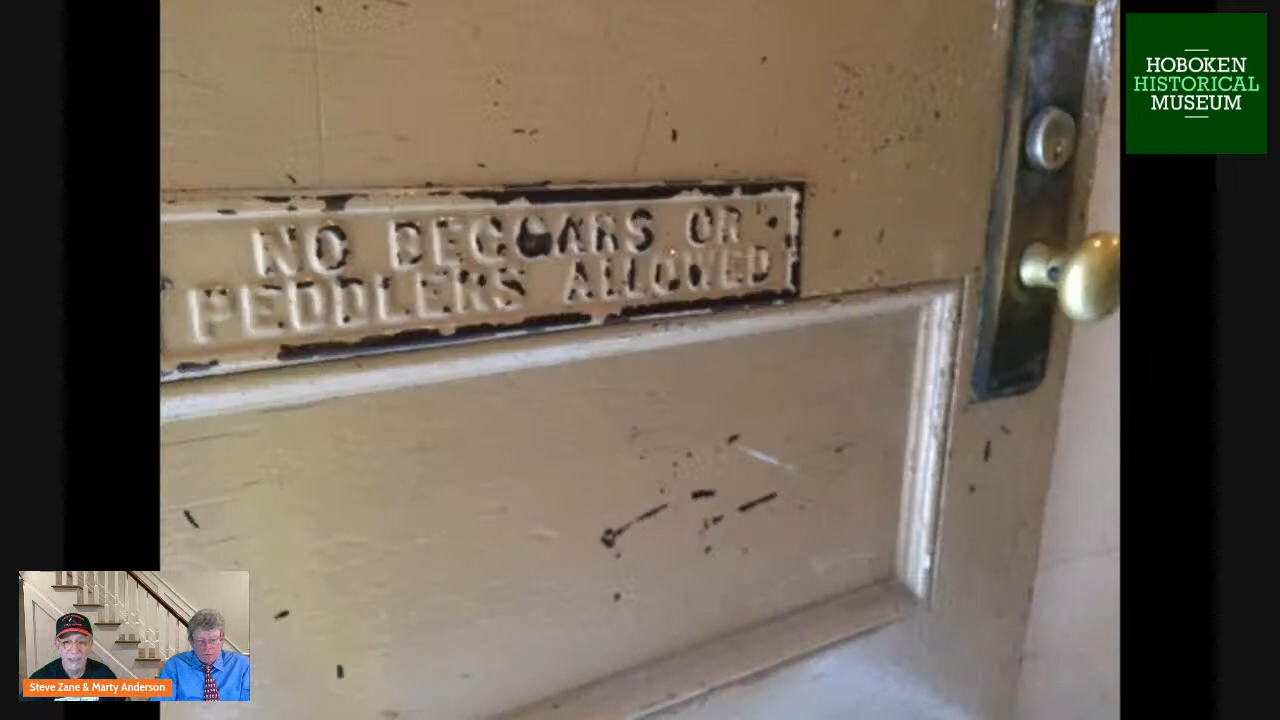 NO BEGGARS OR
PEDDLERS ALLOWED
HOBOKEN
HISTORICAL
MUSEUM
Steve Zane & Marty Anderson